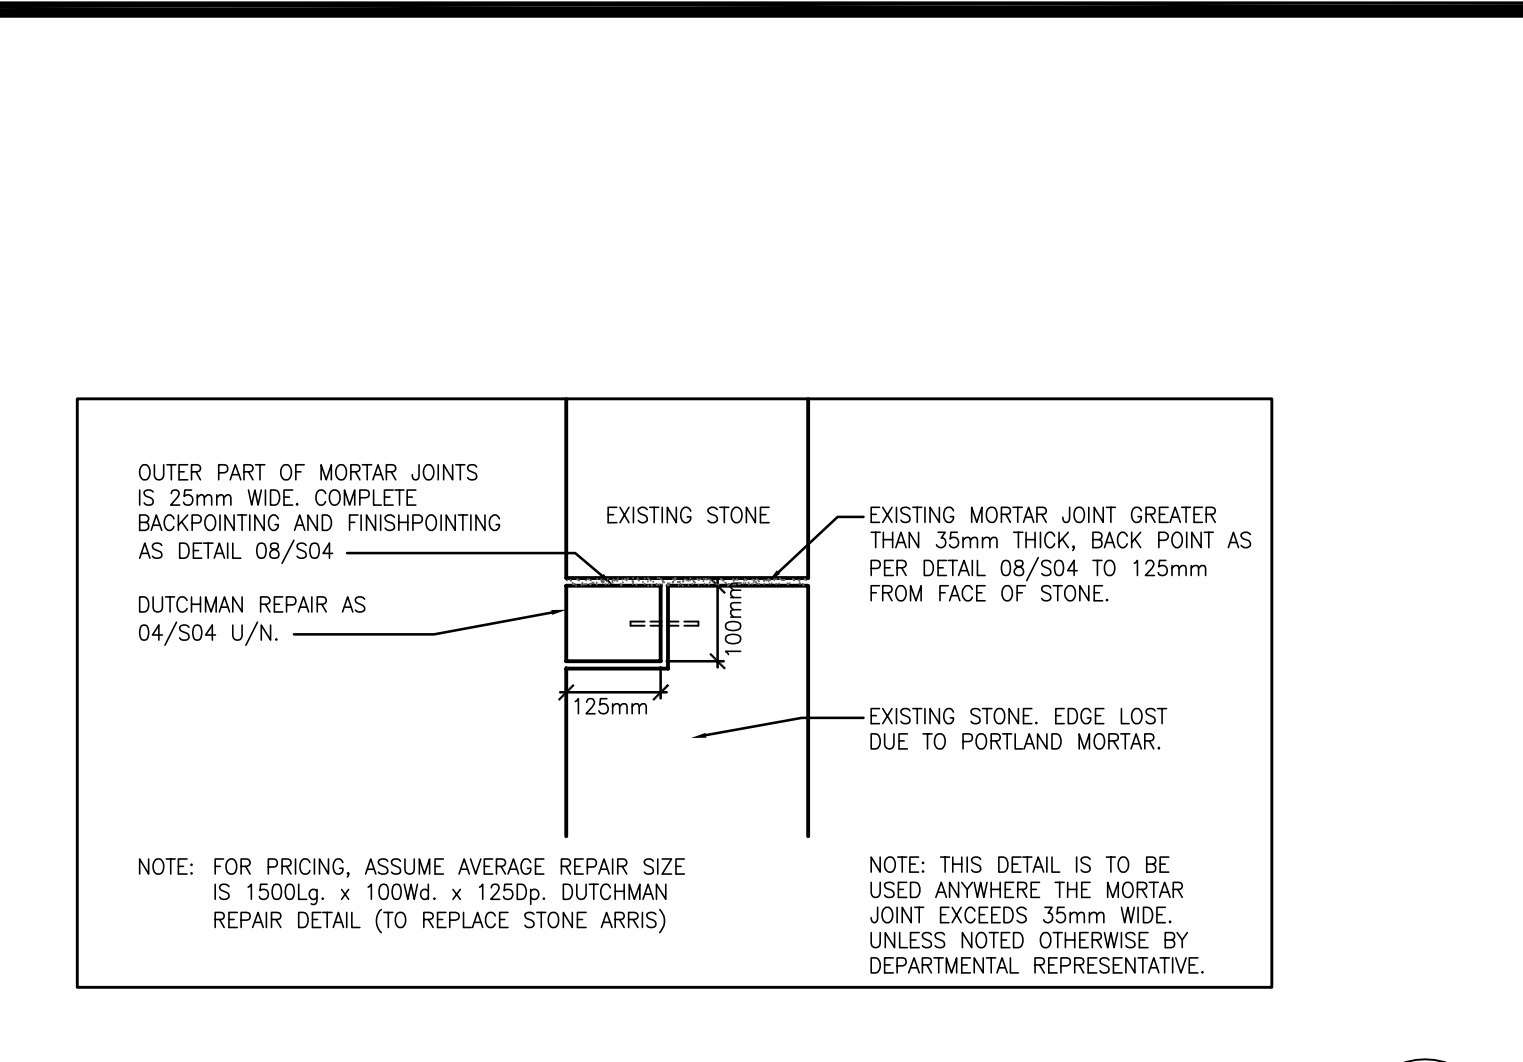 OUTER PART OF MORTAR JOINTS
IS 25mm WIDE. COMPLETE
BACKPOINTING AND FINISHPOINTING
AS DETAIL 08/S04
DUTCHMAN REPAIR AS
04/S04 U/N.
EXISTING STONE
EXISTING MORTAR JOINT GREATER
THAN 35mm THICK, BACK POINT AS
PER DETAIL 08/S04 TO 125mm
FROM FACE OF STONE.
100mm
125mm
EXISTING STONE. EDGE LOST
DUE TO PORTLAND MORTAR.
NOTE: FOR PRICING, ASSUME AVERAGE REPAIR SIZE
IS 1500Lg. x 100Wd. x 125Dp. DUTCHMAN
REPAIR DETAIL (TO REPLACE STONE ARRIS)
NOTE: THIS DETAIL IS TO BE
USED ANYWHERE THE MORTAR
JOINT EXCEEDS 35mm WIDE.
UNLESS NOTED OTHERWISE BY
DEPARTMENTAL REPRESENTATIVE.